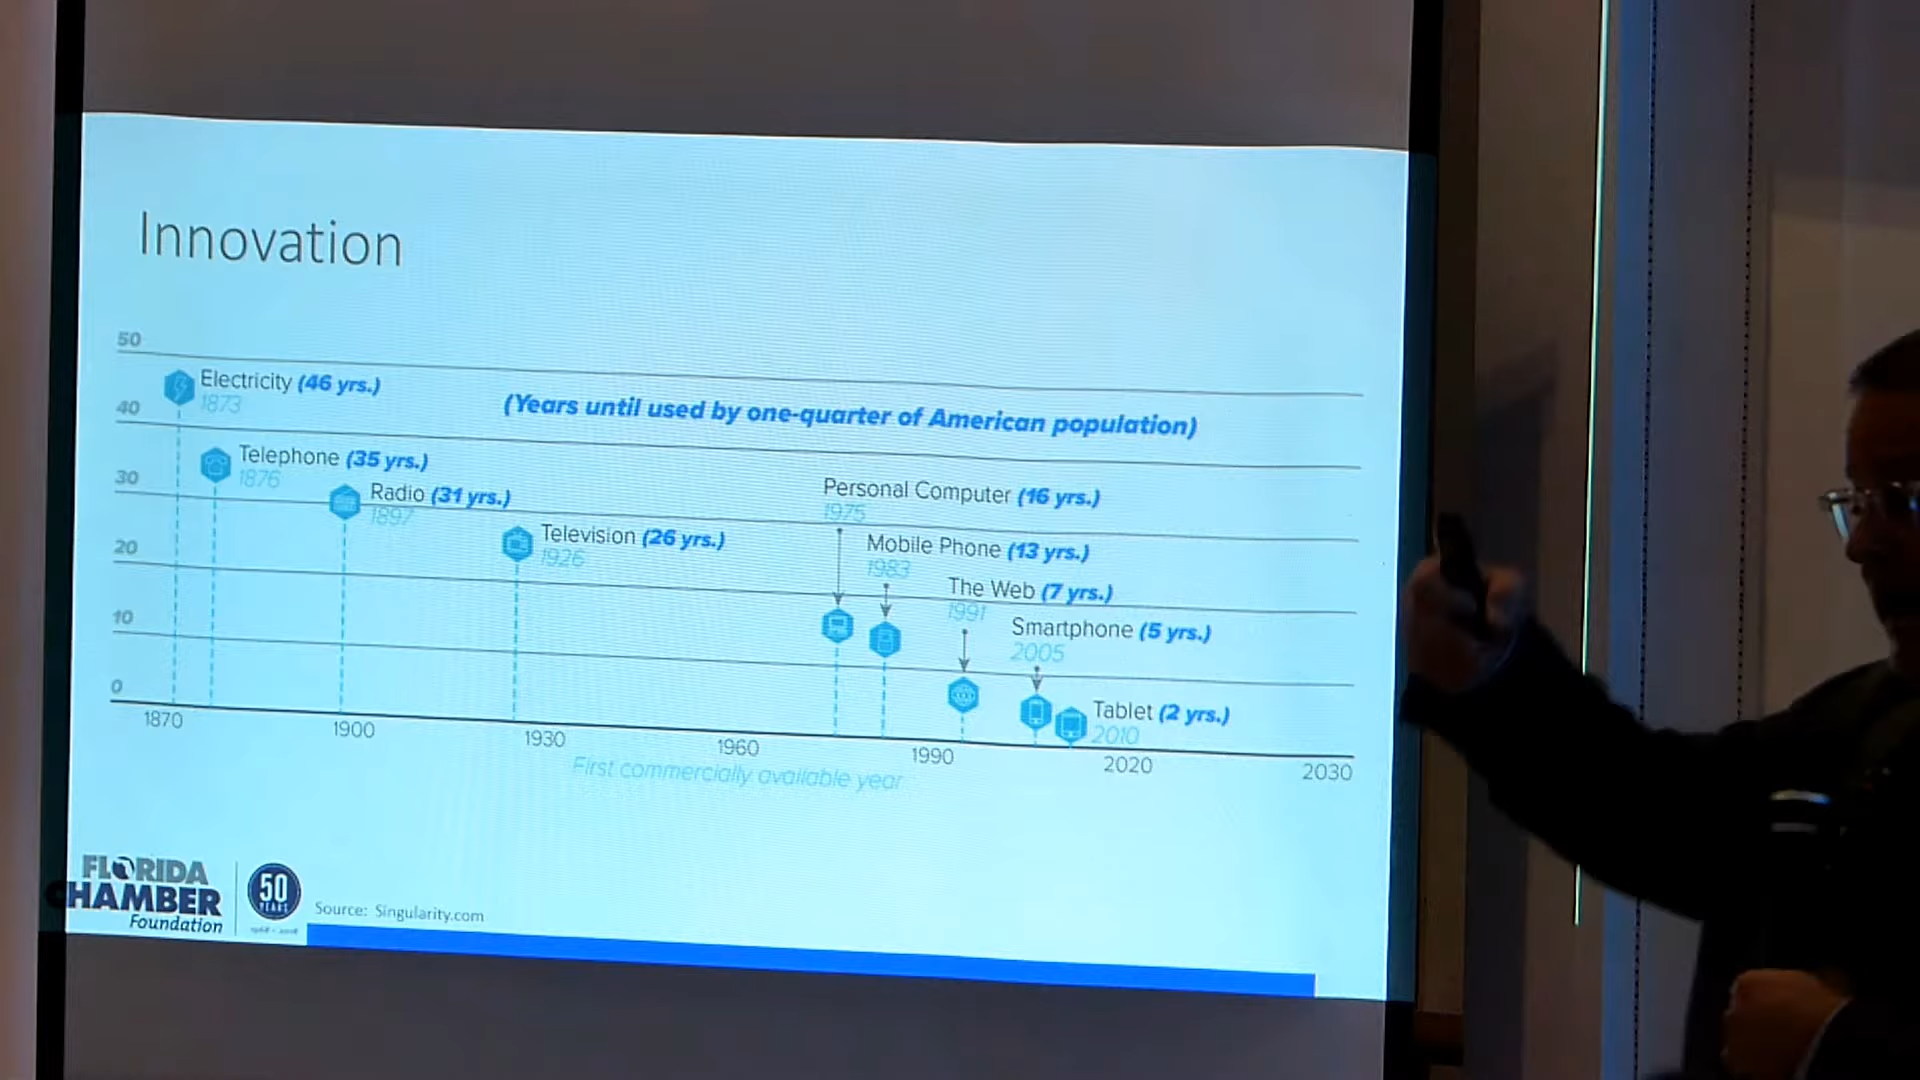 Innovation
50
Electricity (46 yrs.)
1873
(Years until used by one-quarter of American population)
40
Telephone (35 yrs.)
1876
30
Radio (31 yrs.)
1897
Personal Computer (16 yrs.)
1975
Television (26 yrs.)
1926
20
Mobile Phone (13 yrs.)
1983
The Web (7 yrs.)
1991
10
Smartphone (5 yrs.)
2005
0
Tablet (2 yrs.)
2010
1870 1900 1930 1960 1990 2020 2030
First commercially available year
FLORIDA
CHAMBER
Foundation
50
YEARS
Source: Singularity.com